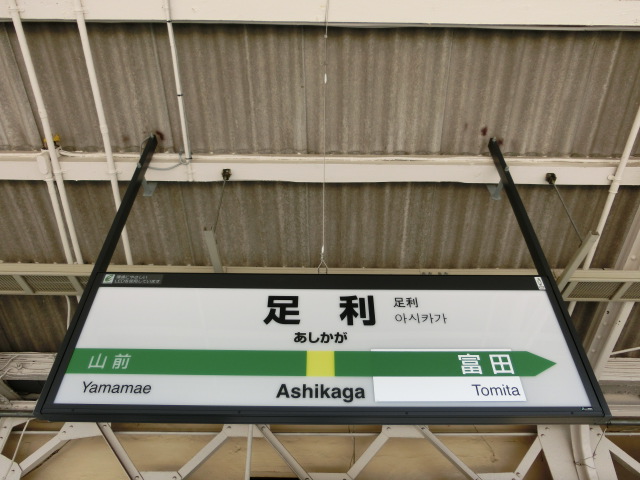 足利
足利
아시카가
あしかが
山前
富田
Yamamae
Ashikaga
Tomita